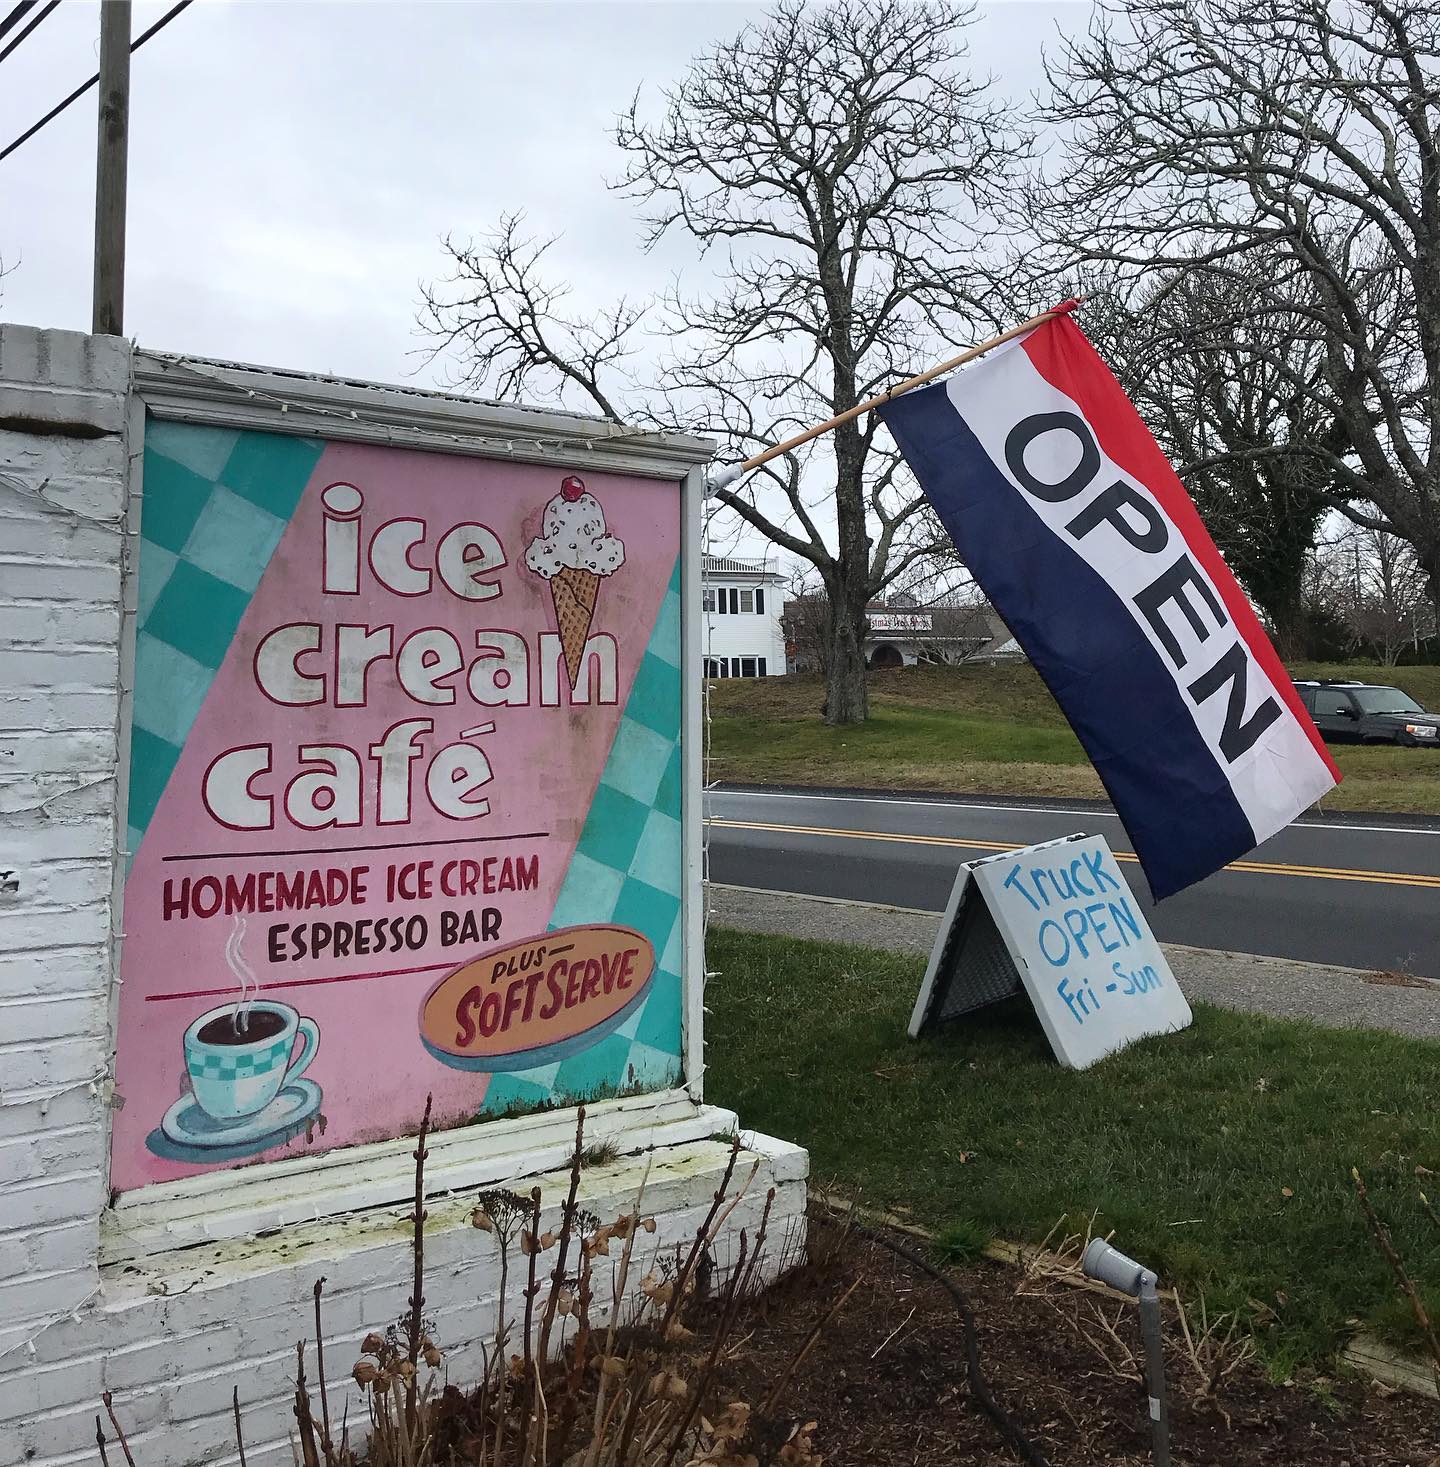 ice
cream
café
HOMEMADE ICE CREAM
ESPRESSO BAR
PLUS—
SOFT SERVE
OPEN
Truck
OPEN
Fri-Sun